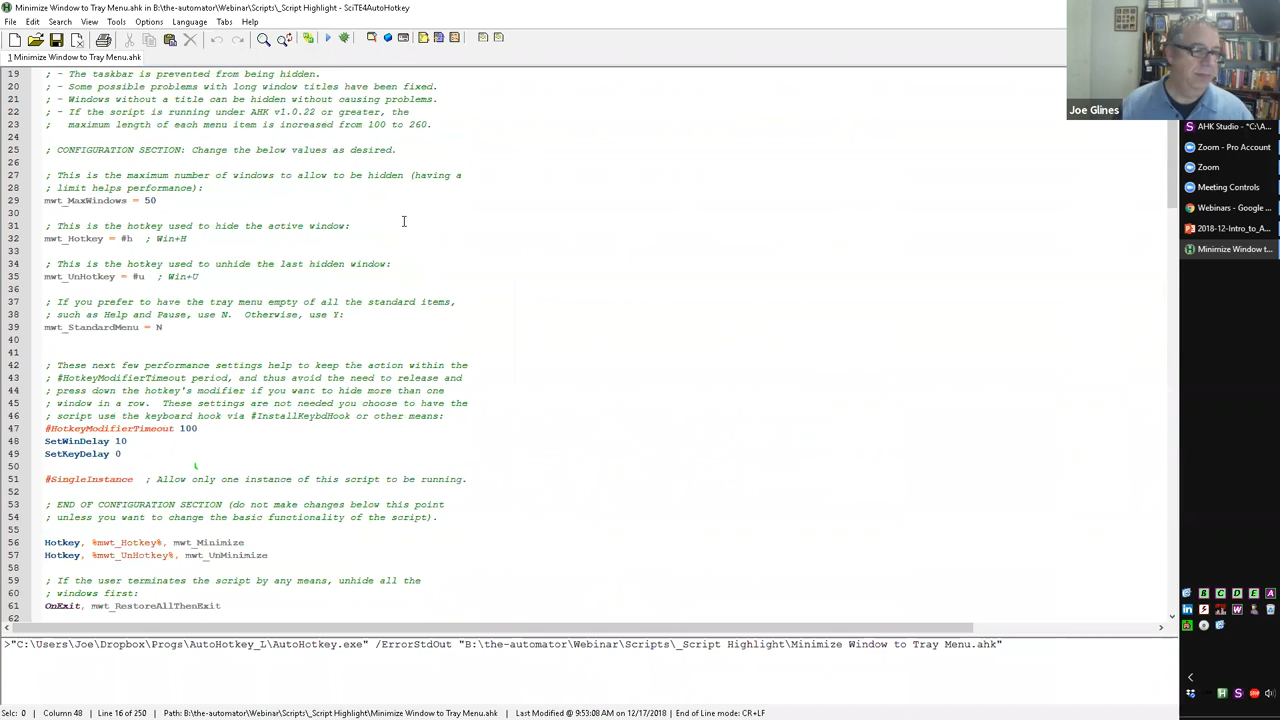 Minimize Window to Tray Menu.ahk in B:\the-automator\Webinar\Scripts\_Script Highlight - SciTE4AutoHotkey
File Edit Search View Tools Options Language Tabs Help
1 Minimize Window to Tray Menu.ahk
19 ; - The taskbar is prevented from being hidden.
20 ; - Some possible problems with long window titles have been fixed.
21 ; - Windows without a title can be hidden without causing problems.
22 ; - If the script is running under AHK v1.0.22 or greater, the
23 ;   maximum length of each menu item is increased from 100 to 260.
24
25 ; CONFIGURATION SECTION: Change the below values as desired.
26
27 ; This is the maximum number of windows to allow to be hidden (having a
28 ; limit helps performance):
29 mwt_MaxWindows = 50
30
31 ; This is the hotkey used to hide the active window:
32 mwt_Hotkey = #h  ; Win+H
33
34 ; This is the hotkey used to unhide the last hidden window:
35 mwt_UnHotkey = #u  ; Win+U
36
37 ; If you prefer to have the tray menu empty of all the standard items,
38 ; such as Help and Pause, use N.  Otherwise, use Y:
39 mwt_StandardMenu = N
40
41
42 ; These next few performance settings help to keep the action within the
43 ; #HotkeyModifierTimeout period, and thus avoid the need to release and
44 ; press down the hotkey's modifier if you want to hide more than one
45 ; window in a row.  These settings are not needed you choose to have the
46 ; script use the keyboard hook via #InstallKeybdHook or other means:
47 #HotkeyModifierTimeout 100
48 SetWinDelay 10
49 SetKeyDelay 0
50
51 #SingleInstance  ; Allow only one instance of this script to be running.
52
53 ; END OF CONFIGURATION SECTION (do not make changes below this point
54 ; unless you want to change the basic functionality of the script).
55
56 Hotkey, %mwt_Hotkey%, mwt_Minimize
57 Hotkey, %mwt_UnHotkey%, mwt_UnMinimize
58
59 ; If the user terminates the script by any means, unhide all the
60 ; windows first:
61 OnExit, mwt_RestoreAllThenExit
62
>"C:\Users\Joe\Dropbox\Progs\AutoHotkey_L\AutoHotkey.exe" /ErrorStdOut "B:\the-automator\Webinar\Scripts\_Script Highlight\Minimize Window to Tray Menu.ahk"
Selc: 0 Column 48 Line 16 of 250 Path: B:\the-automator\Webinar\Scripts\_Script Highlight\Minimize Window to Tray Menu.ahk Last Modified @ 9:53:08 AM on 12/17/2018 End of Line mode: CR+LF
Joe Glines
AHK Studio - *C:\A...
Zoom - Pro Account
Zoom
Meeting Controls
Webinars - Google ...
2018-12-Intro_to_A...
Minimize Window t...
B C D E A